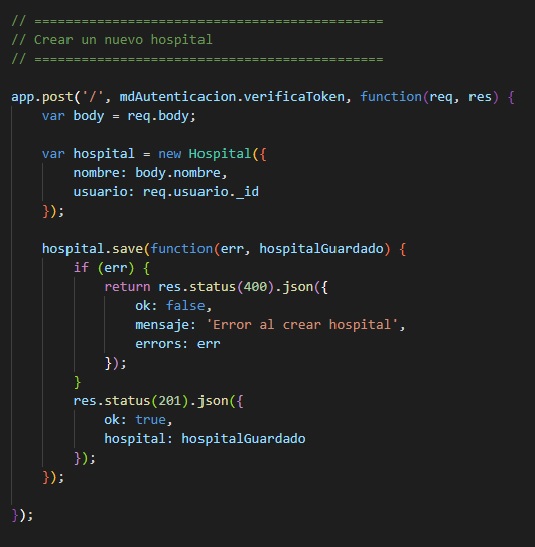 // =============================================
// Crear un nuevo hospital
// =============================================
app.post('/', mdAutenticacion.verificaToken, function(req, res) {
var body = req.body;
var hospital = new Hospital({
nombre: body.nombre,
usuario: req.usuario._id
});
hospital.save(function(err, hospitalGuardado) {
if (err) {
return res.status(400).json({
ok: false,
mensaje: 'Error al crear hospital',
errors: err
});
}
res.status(201).json({
ok: true,
hospital: hospitalGuardado
});
});
});